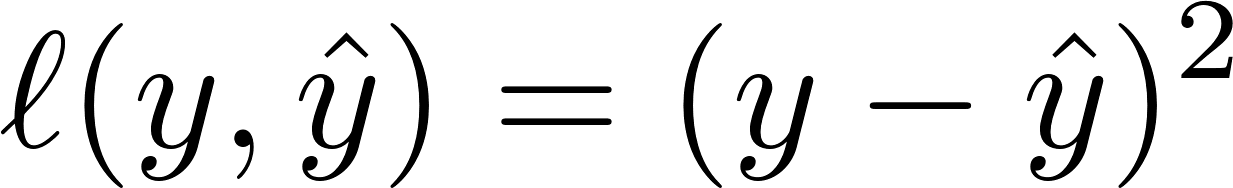 ℓ(y, ŷ) = (y − ŷ)²